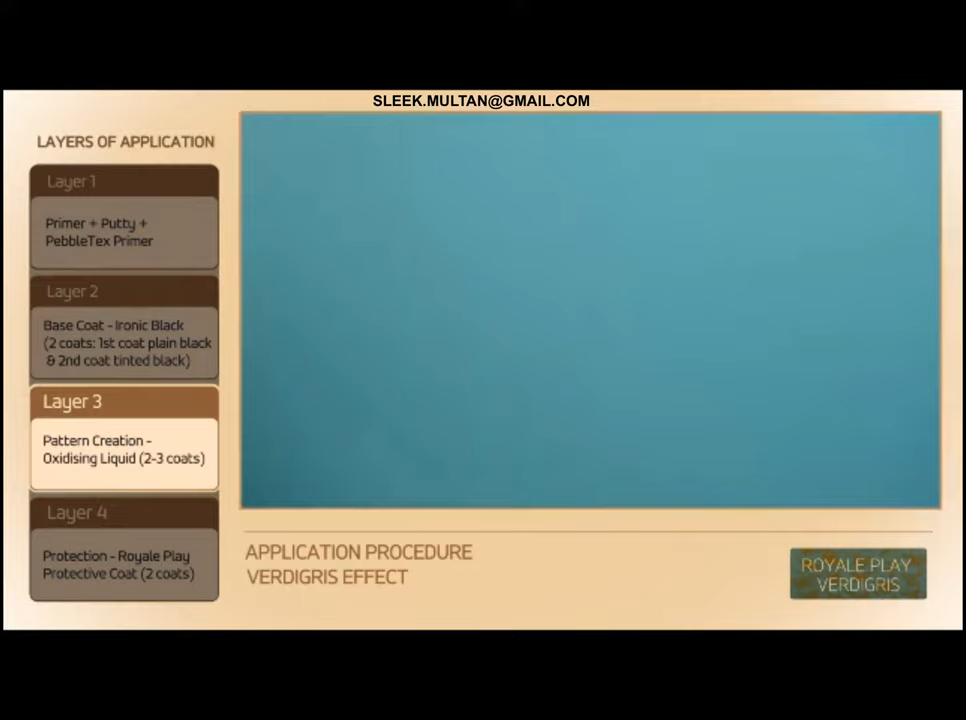 SLEEK.MULTAN@GMAIL.COM
LAYERS OF APPLICATION
Layer 1
Primer + Putty +
PebbleTex Primer
Layer 2
Base Coat - Ironic Black
(2 coats: 1st coat plain black
& 2nd coat tinted black)
Layer 3
Pattern Creation -
Oxidising Liquid (2-3 coats)
Layer 4
Protection - Royale Play
Protective Coat (2 coats)
APPLICATION PROCEDURE
VERDIGRIS EFFECT
ROYALE PLAY
VERDIGRIS